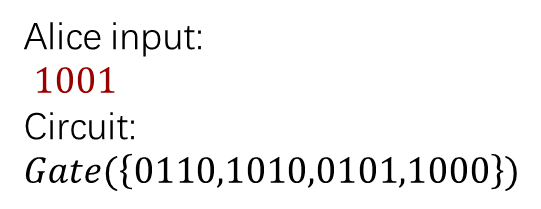 Alice input:
1001
Circuit:
Gate({0110,1010,0101,1000})